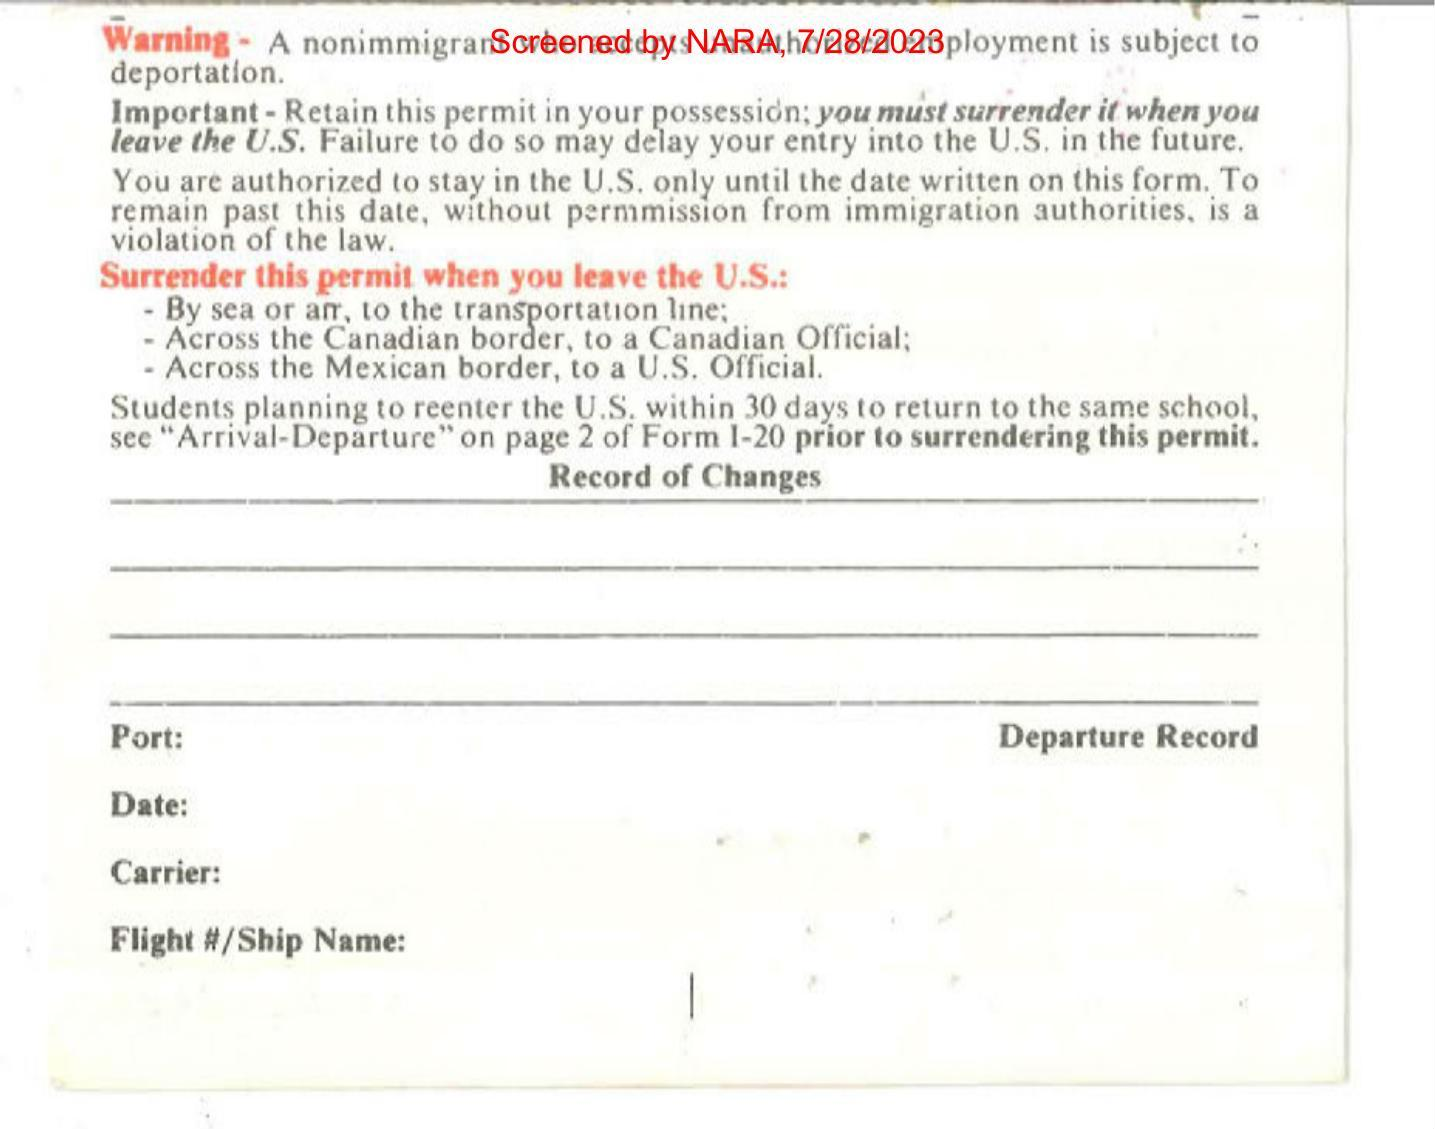 Screened by NARA, 7/28/2023
Warning - A nonimmigrant who accepts unauthorized employment is subject to
deportation.
Important - Retain this permit in your possession; you must surrender it when you
leave the U.S. Failure to do so may delay your entry into the U.S. in the future.
You are authorized to stay in the U.S. only until the date written on this form. To
remain past this date, without permmission from immigration authorities, is a
violation of the law.
Surrender this permit when you leave the U.S.:
- By sea or air, to the transportation line;
- Across the Canadian border, to a Canadian Official;
- Across the Mexican border, to a U.S. Official.
Students planning to reenter the U.S. within 30 days to return to the same school,
see "Arrival-Departure" on page 2 of Form I-20 prior to surrendering this permit.
Record of Changes
Port: Departure Record
Date:
Carrier:
Flight #/Ship Name: